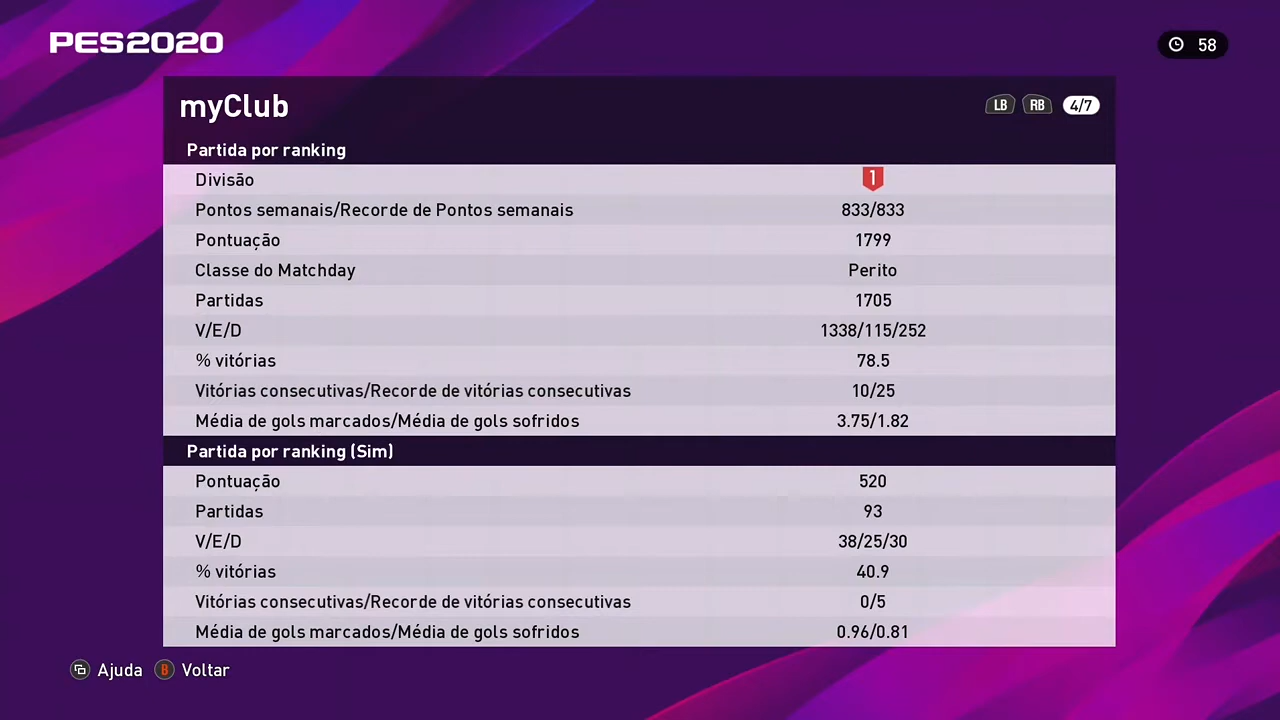 PES2020
58
myClub
LB RB 4/7
Partida por ranking
Divisão 1
Pontos semanais/Recorde de Pontos semanais 833/833
Pontuação 1799
Classe do Matchday Perito
Partidas 1705
V/E/D 1338/115/252
% vitórias 78.5
Vitórias consecutivas/Recorde de vitórias consecutivas 10/25
Média de gols marcados/Média de gols sofridos 3.75/1.82
Partida por ranking (Sim)
Pontuação 520
Partidas 93
V/E/D 38/25/30
% vitórias 40.9
Vitórias consecutivas/Recorde de vitórias consecutivas 0/5
Média de gols marcados/Média de gols sofridos 0.96/0.81
Ajuda B Voltar